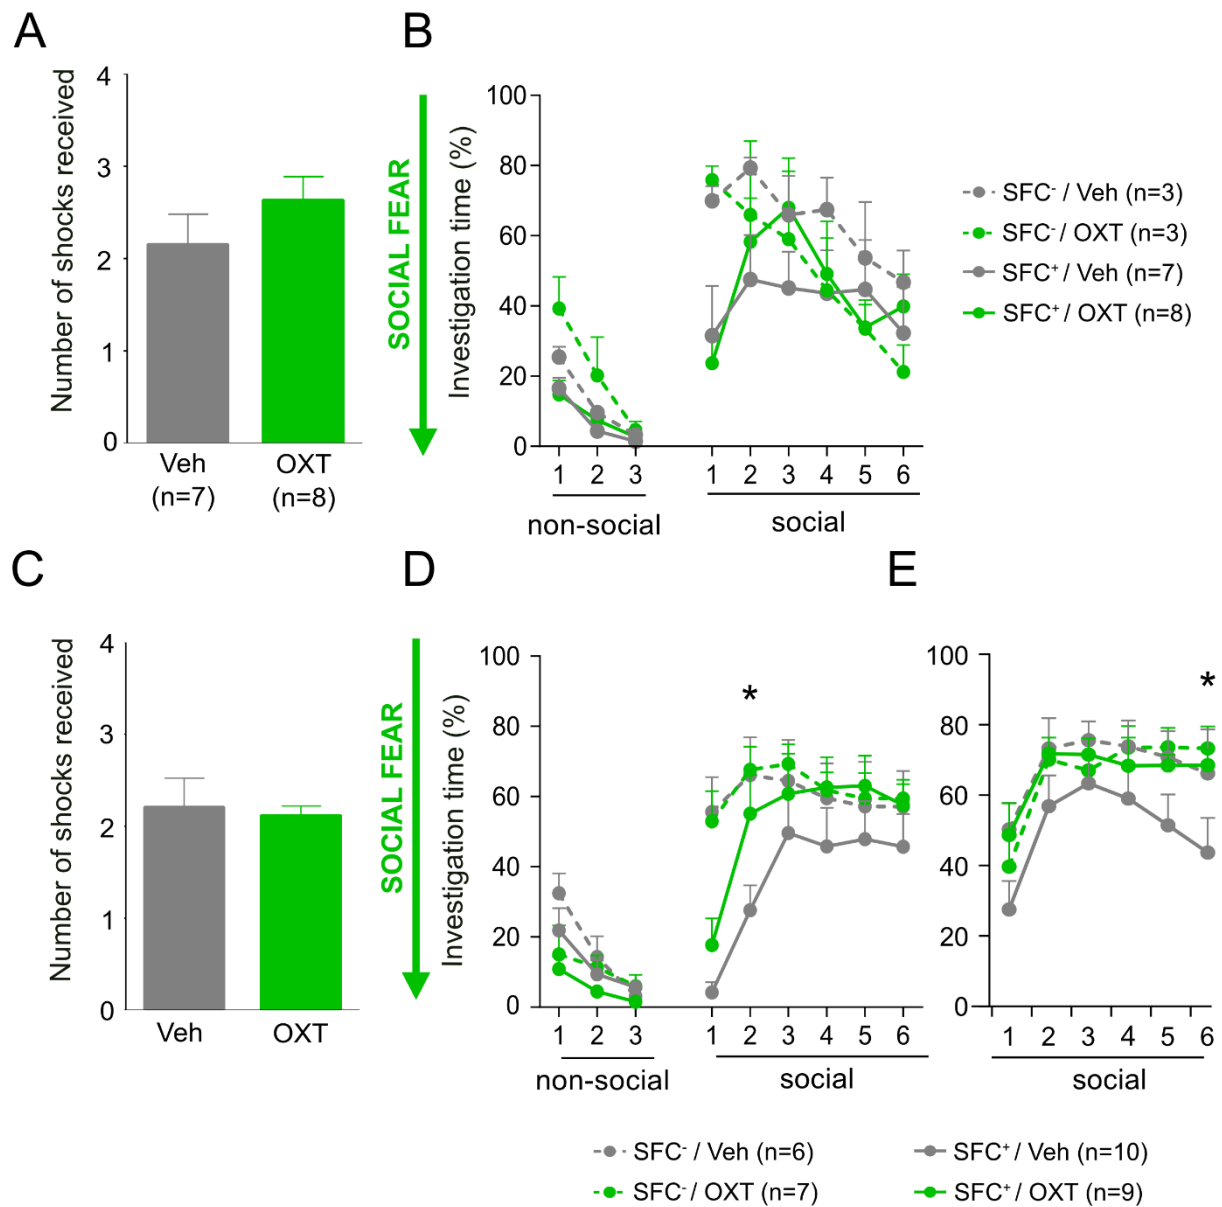 A
B
Number of shocks received
4
3
2
1
0
Veh
(n=7)
OXT
(n=8)
SOCIAL FEAR
Investigation time (%)
100
80
60
40
20
0
1 2 3
non-social
1 2 3 4 5 6
social
SFC⁻ / Veh (n=3)
SFC⁻ / OXT (n=3)
SFC⁺ / Veh (n=7)
SFC⁺ / OXT (n=8)
C
D
E
Number of shocks received
4
3
2
1
0
Veh
OXT
SOCIAL FEAR
Investigation time (%)
100
80
60
40
20
0
*
1 2 3
non-social
1 2 3 4 5 6
social
100
80
60
40
20
0
*
1 2 3 4 5 6
social
SFC⁻ / Veh (n=6)
SFC⁺ / Veh (n=10)
SFC⁻ / OXT (n=7)
SFC⁺ / OXT (n=9)